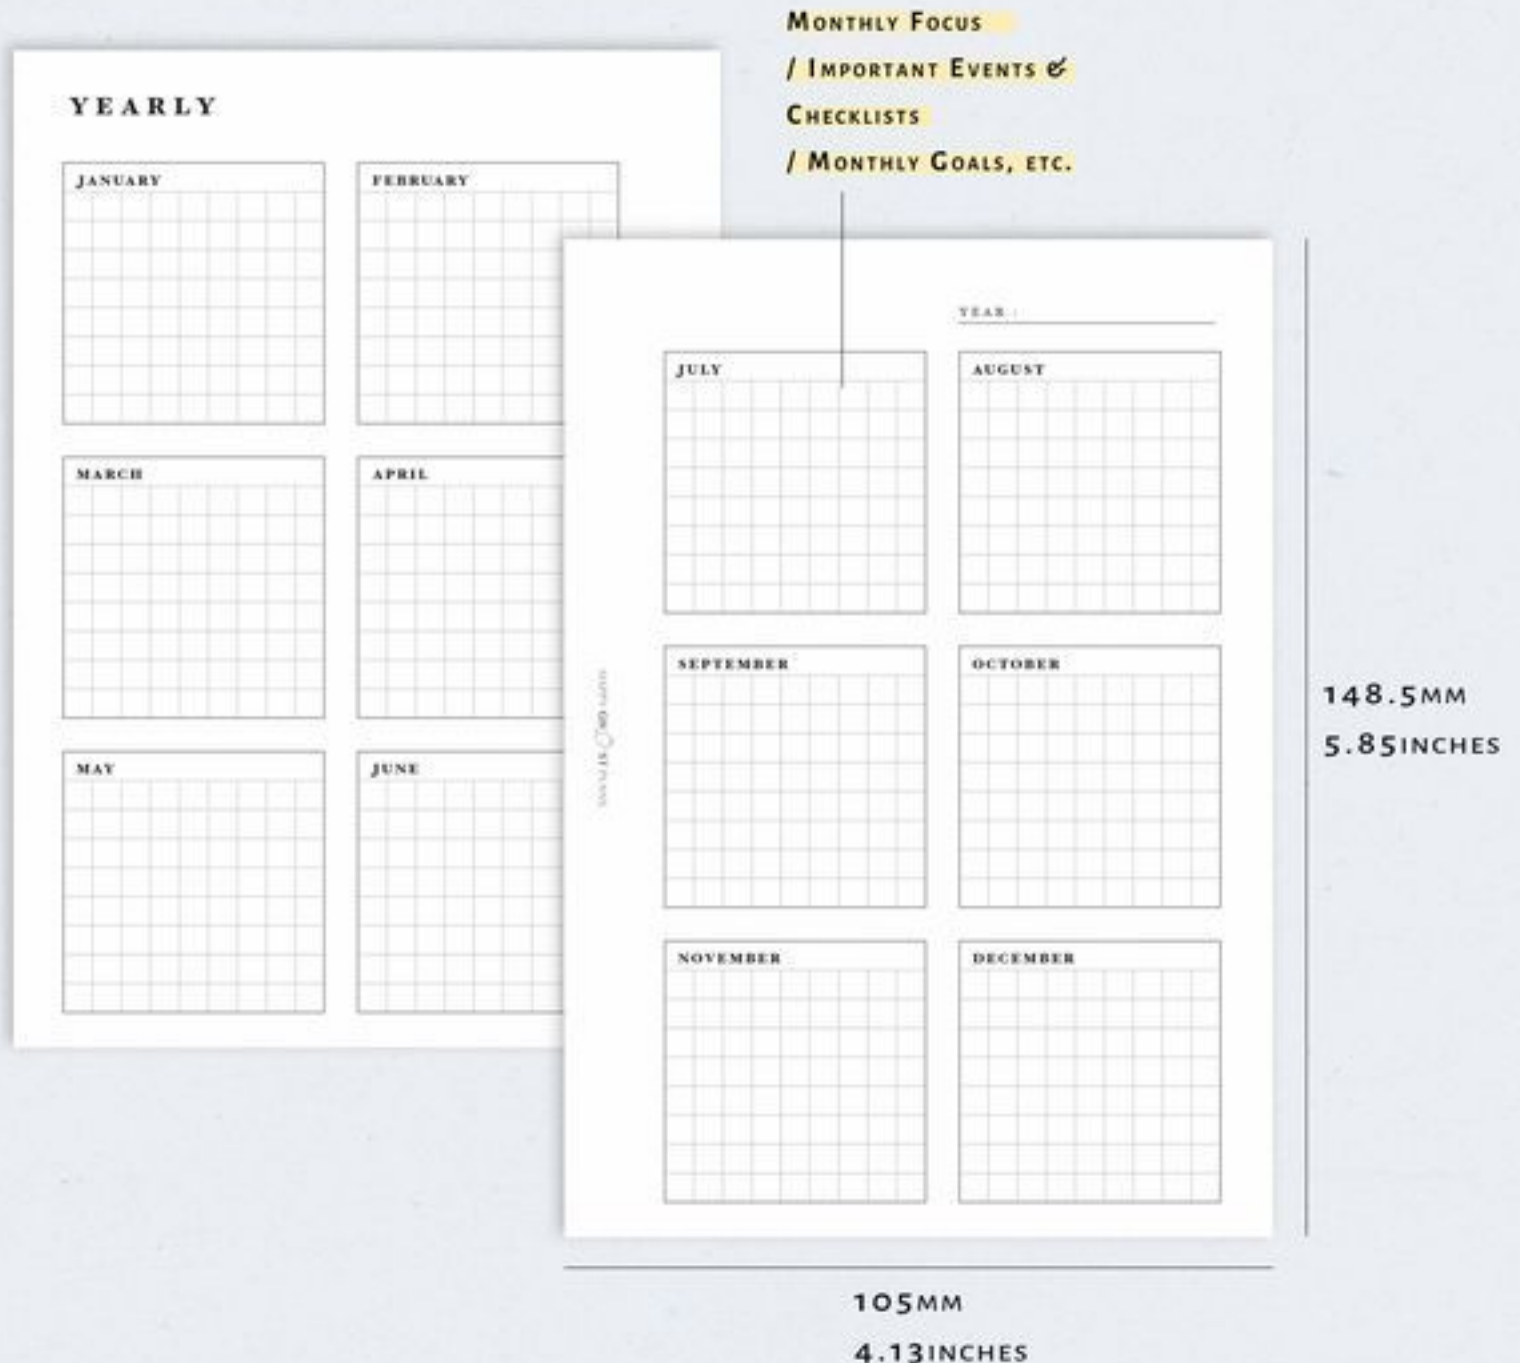 Monthly Focus
/ Important Events &
Checklists
/ Monthly Goals, etc.
YEARLY
JANUARY
FEBRUARY
MARCH
APRIL
MAY
JUNE
YEAR :
JULY
AUGUST
SEPTEMBER
OCTOBER
NOVEMBER
DECEMBER
148.5mm
5.85inches
105mm
4.13inches